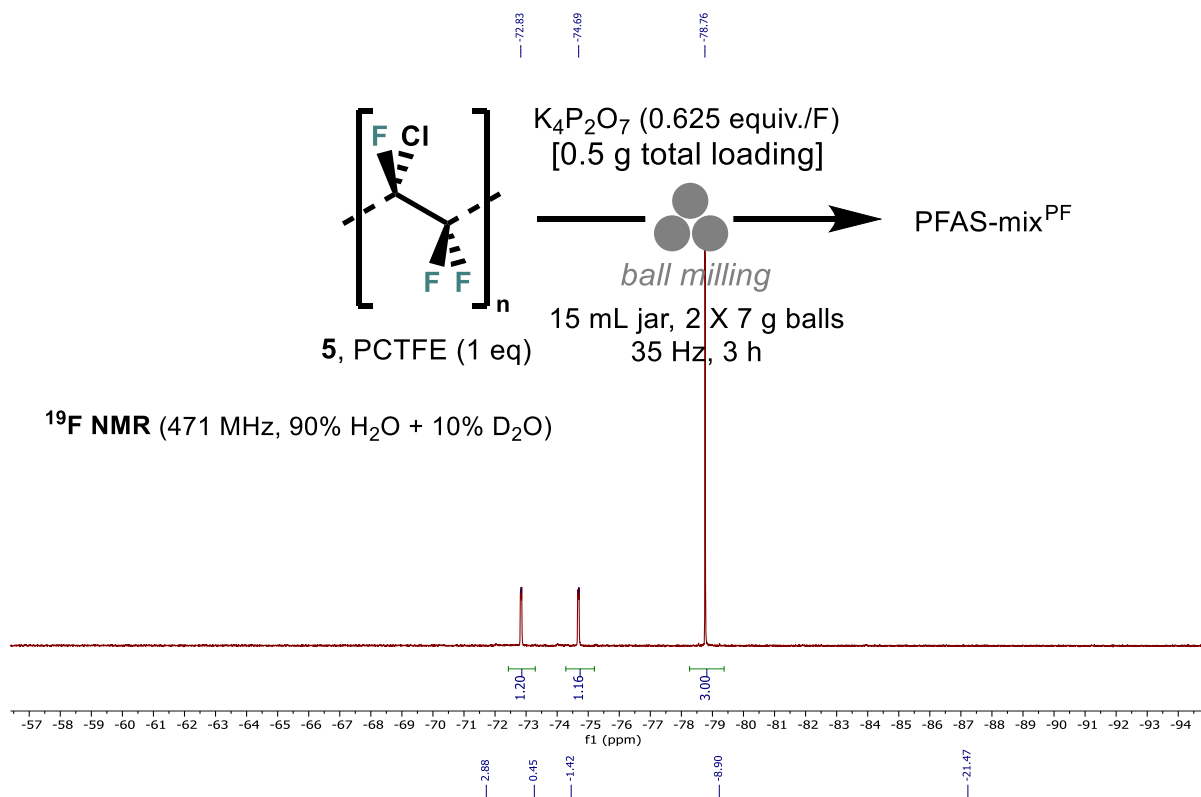 -72.83
-74.69
-78.76
F Cl
F F
n
5, PCTFE (1 eq)
K4P2O7 (0.625 equiv./F)
[0.5 g total loading]
ball milling
15 mL jar, 2 X 7 g balls
35 Hz, 3 h
PFAS-mixPF
19F NMR (471 MHz, 90% H2O + 10% D2O)
1.20
1.16
3.00
-57 -58 -59 -60 -61 -62 -63 -64 -65 -66 -67 -68 -69 -70 -71 -72 -73 -74 -75 -76 -77 -78 -79 -80 -81 -82 -83 -84 -85 -86 -87 -88 -89 -90 -91 -92 -93 -94
f1 (ppm)
2.88
0.45
-1.42
-8.90
-21.47